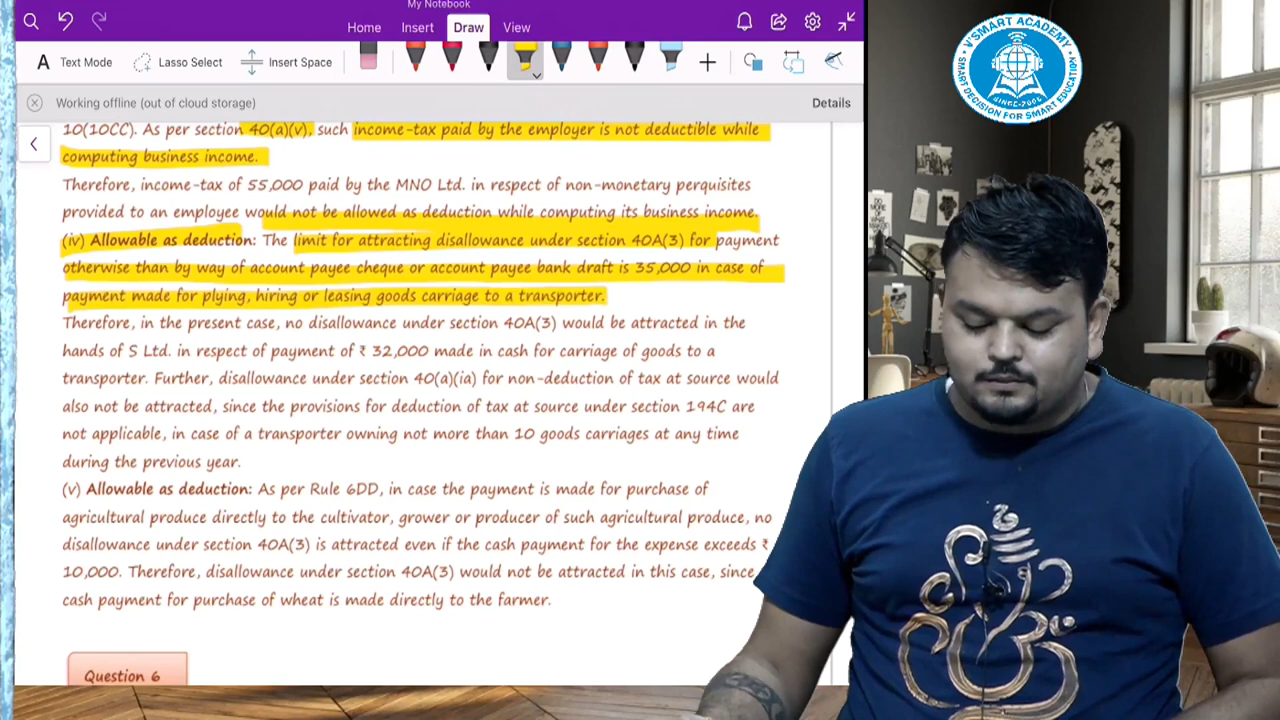 My Notebook
Home Insert Draw View
Text Mode Lasso Select Insert Space
Working offline (out of cloud storage) Details
10(10CC). As per section 40(a)(v), such income-tax paid by the employer is not deductible while
computing business income.
Therefore, income-tax of 55,000 paid by the MNO Ltd. in respect of non-monetary perquisites
provided to an employee would not be allowed as deduction while computing its business income.
(iv) Allowable as deduction: The limit for attracting disallowance under section 40A(3) for payment
otherwise than by way of account payee cheque or account payee bank draft is 35,000 in case of
payment made for plying, hiring or leasing goods carriage to a transporter.
Therefore, in the present case, no disallowance under section 40A(3) would be attracted in the
hands of S Ltd. in respect of payment of ₹ 32,000 made in cash for carriage of goods to a
transporter. Further, disallowance under section 40(a)(ia) for non-deduction of tax at source would
also not be attracted, since the provisions for deduction of tax at source under section 194C are
not applicable, in case of a transporter owning not more than 10 goods carriages at any time
during the previous year.
(v) Allowable as deduction: As per Rule 6DD, in case the payment is made for purchase of
agricultural produce directly to the cultivator, grower or producer of such agricultural produce, no
disallowance under section 40A(3) is attracted even if the cash payment for the expense exceeds ₹
10,000. Therefore, disallowance under section 40A(3) would not be attracted in this case, since
cash payment for purchase of wheat is made directly to the farmer.
Question 6
V'SMART ACADEMY
SMART DECISION FOR SMART EDUCATION